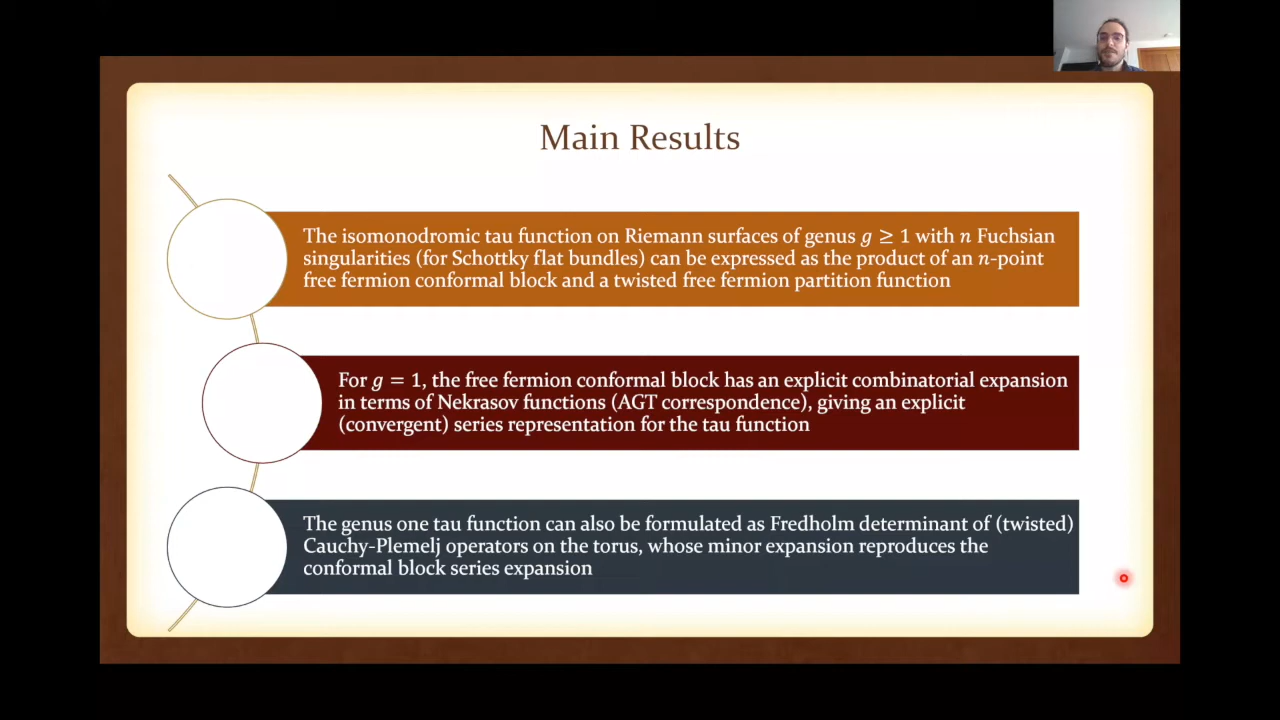 Main Results
The isomonodromic tau function on Riemann surfaces of genus g ≥ 1 with n Fuchsian
singularities (for Schottky flat bundles) can be expressed as the product of an n-point
free fermion conformal block and a twisted free fermion partition function
For g = 1, the free fermion conformal block has an explicit combinatorial expansion
in terms of Nekrasov functions (AGT correspondence), giving an explicit
(convergent) series representation for the tau function
The genus one tau function can also be formulated as Fredholm determinant of (twisted)
Cauchy-Plemelj operators on the torus, whose minor expansion reproduces the
conformal block series expansion